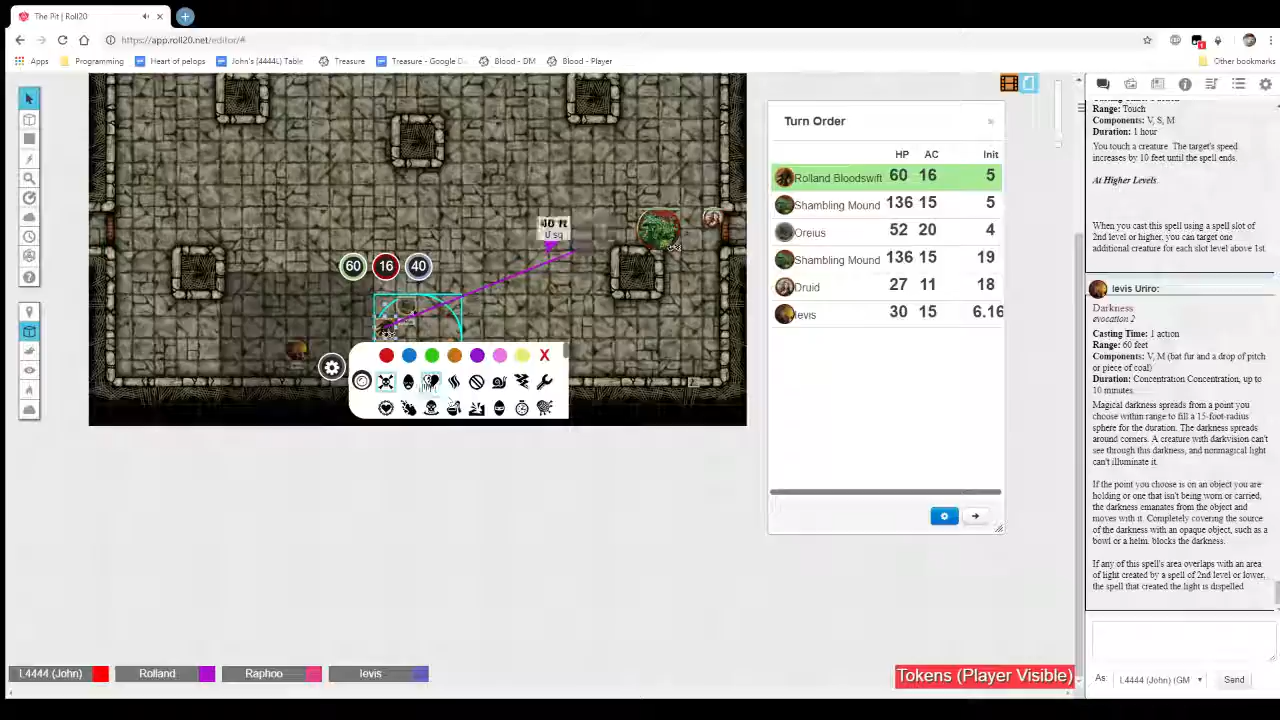 The Pit | Roll20
https://app.roll20.net/editor/#
Apps
Programming
Heart of pelops
John's (4444L) Table
Treasure
Treasure - Google D
Blood - DM
Blood - Player
Other bookmarks
40 ft
60
16
40
X
Turn Order
HP AC Init
Rolland Bloodswift 60 16 5
Shambling Mound 136 15 5
Oreius 52 20 4
Shambling Mound 136 15 19
Druid 27 11 18
Ievis 30 15 6.16
Range: Touch
Components: V, S, M
Duration: 1 hour
You touch a creature. The target's speed
increases by 10 feet until the spell ends.
At Higher Levels.
When you cast this spell using a spell slot of
2nd level or higher, you can target one
additional creature for each slot level above 1st.
Ievis Uriro:
Darkness
evocation 2
Casting Time: 1 action
Range: 60 feet
Components: V, M (bat fur and a drop of pitch
or piece of coal)
Duration: Concentration Concentration, up to
10 minutes
Magical darkness spreads from a point you
choose within range to fill a 15-foot-radius
sphere for the duration. The darkness spreads
around corners. A creature with darkvision can't
see through this darkness, and nonmagical light
can't illuminate it.
If the point you choose is on an object you are
holding or one that isn't being worn or carried,
the darkness emanates from the object and
moves with it. Completely covering the source
of the darkness with an opaque object, such as a
bowl or a helm, blocks the darkness.
If any of this spell's area overlaps with an area
of light created by a spell of 2nd level or lower,
the spell that created the light is dispelled
L4444 (John)
Rolland
Raphoo
Ievis
Tokens (Player Visible)
As:
L4444 (John) (GM
Send